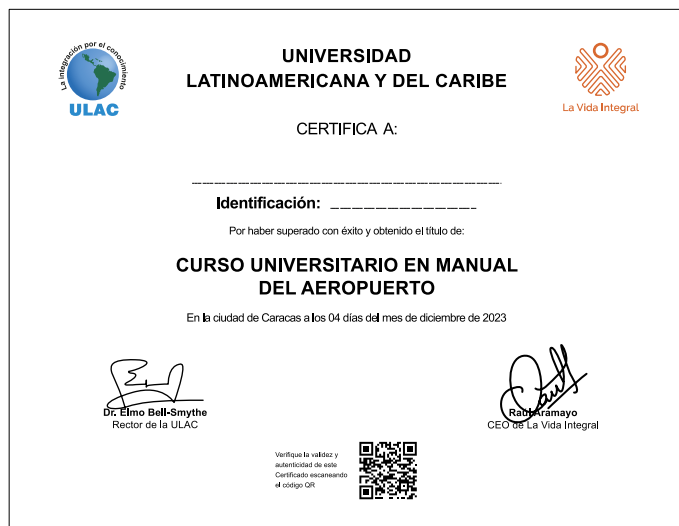 La integración por el conocimiento
ULAC
UNIVERSIDAD
LATINOAMERICANA Y DEL CARIBE
La Vida Integral
CERTIFICA A:
Identificación:
Por haber superado con éxito y obtenido el título de:
CURSO UNIVERSITARIO EN MANUAL
DEL AEROPUERTO
En la ciudad de Caracas a los 04 días del mes de diciembre de 2023
Dr. Elmo Bell-Smythe
Rector de la ULAC
Raúl Aramayo
CEO de La Vida Integral
Verifique la validez y
autenticidad de este
Certificado escaneando
el código QR